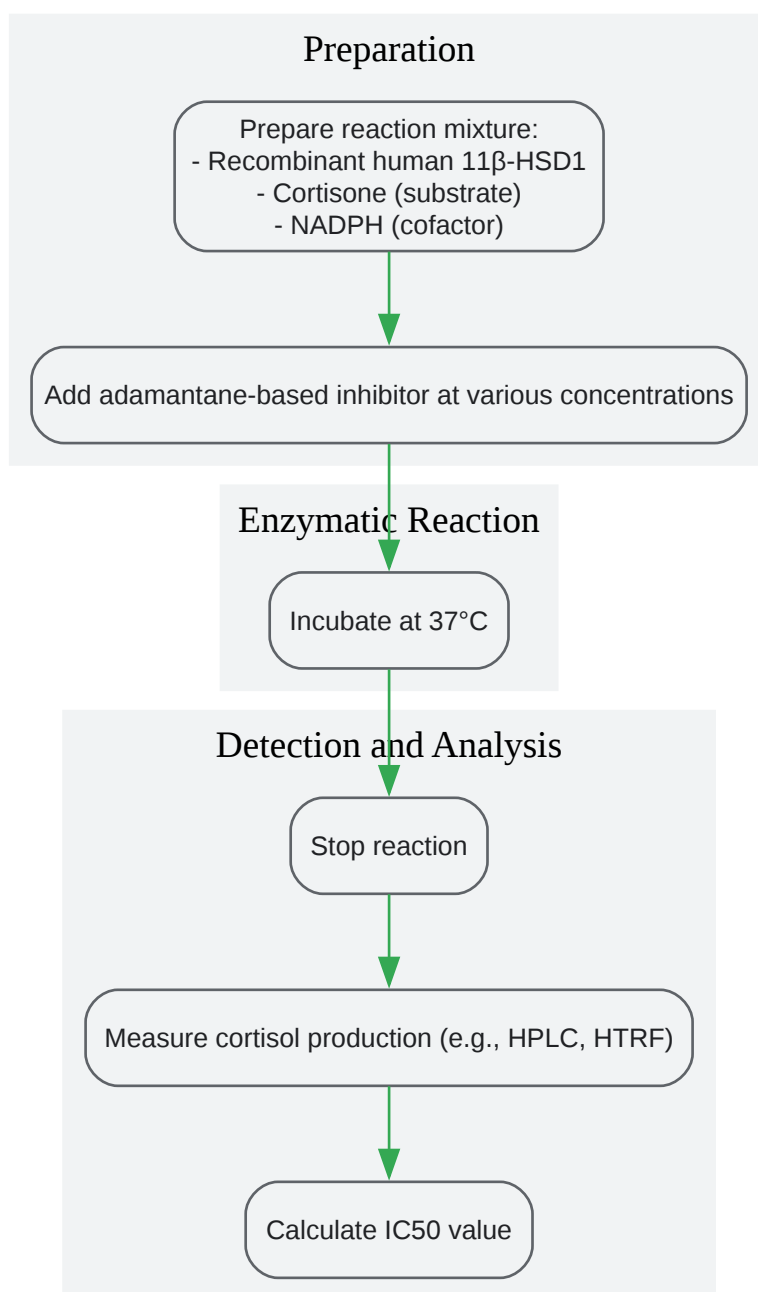 Preparation
Prepare reaction mixture:
- Recombinant human 11β-HSD1
- Cortisone (substrate)
- NADPH (cofactor)
Add adamantane-based inhibitor at various concentrations
Enzymatic Reaction
Incubate at 37°C
Detection and Analysis
Stop reaction
Measure cortisol production (e.g., HPLC, HTRF)
Calculate IC50 value